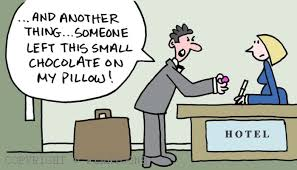 ...AND ANOTHER
THING...SOMEONE
LEFT THIS SMALL
CHOCOLATE ON
MY PILLOW!
HOTEL